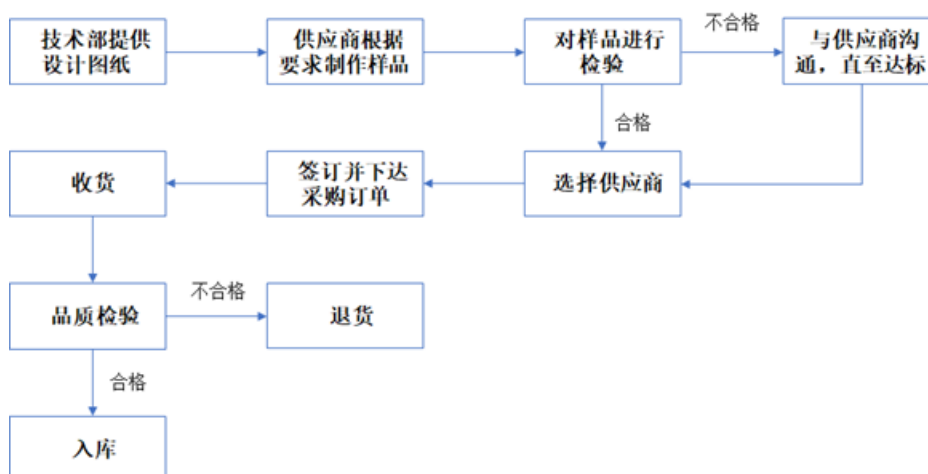 技术部提供
设计图纸
供应商根据
要求制作样品
对样品进行
检验
不合格
与供应商沟
通，直至达标
合格
收货
签订并下达
采购订单
选择供应商
品质检验
不合格
退货
合格
入库